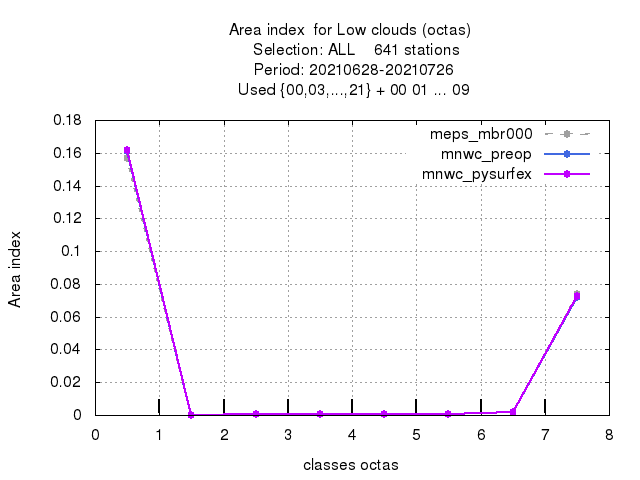 Area index for Low clouds (octas)
Selection: ALL 641 stations
Period: 20210628-20210726
Used {00,03,...,21} + 00 01 ... 09
meps_mbr000
mnwc_preop
mnwc_pysurfex
0.18
0.16
0.14
0.12
0.1
0.08
0.06
0.04
0.02
0
Area index
0 1 2 3 4 5 6 7 8
classes octas